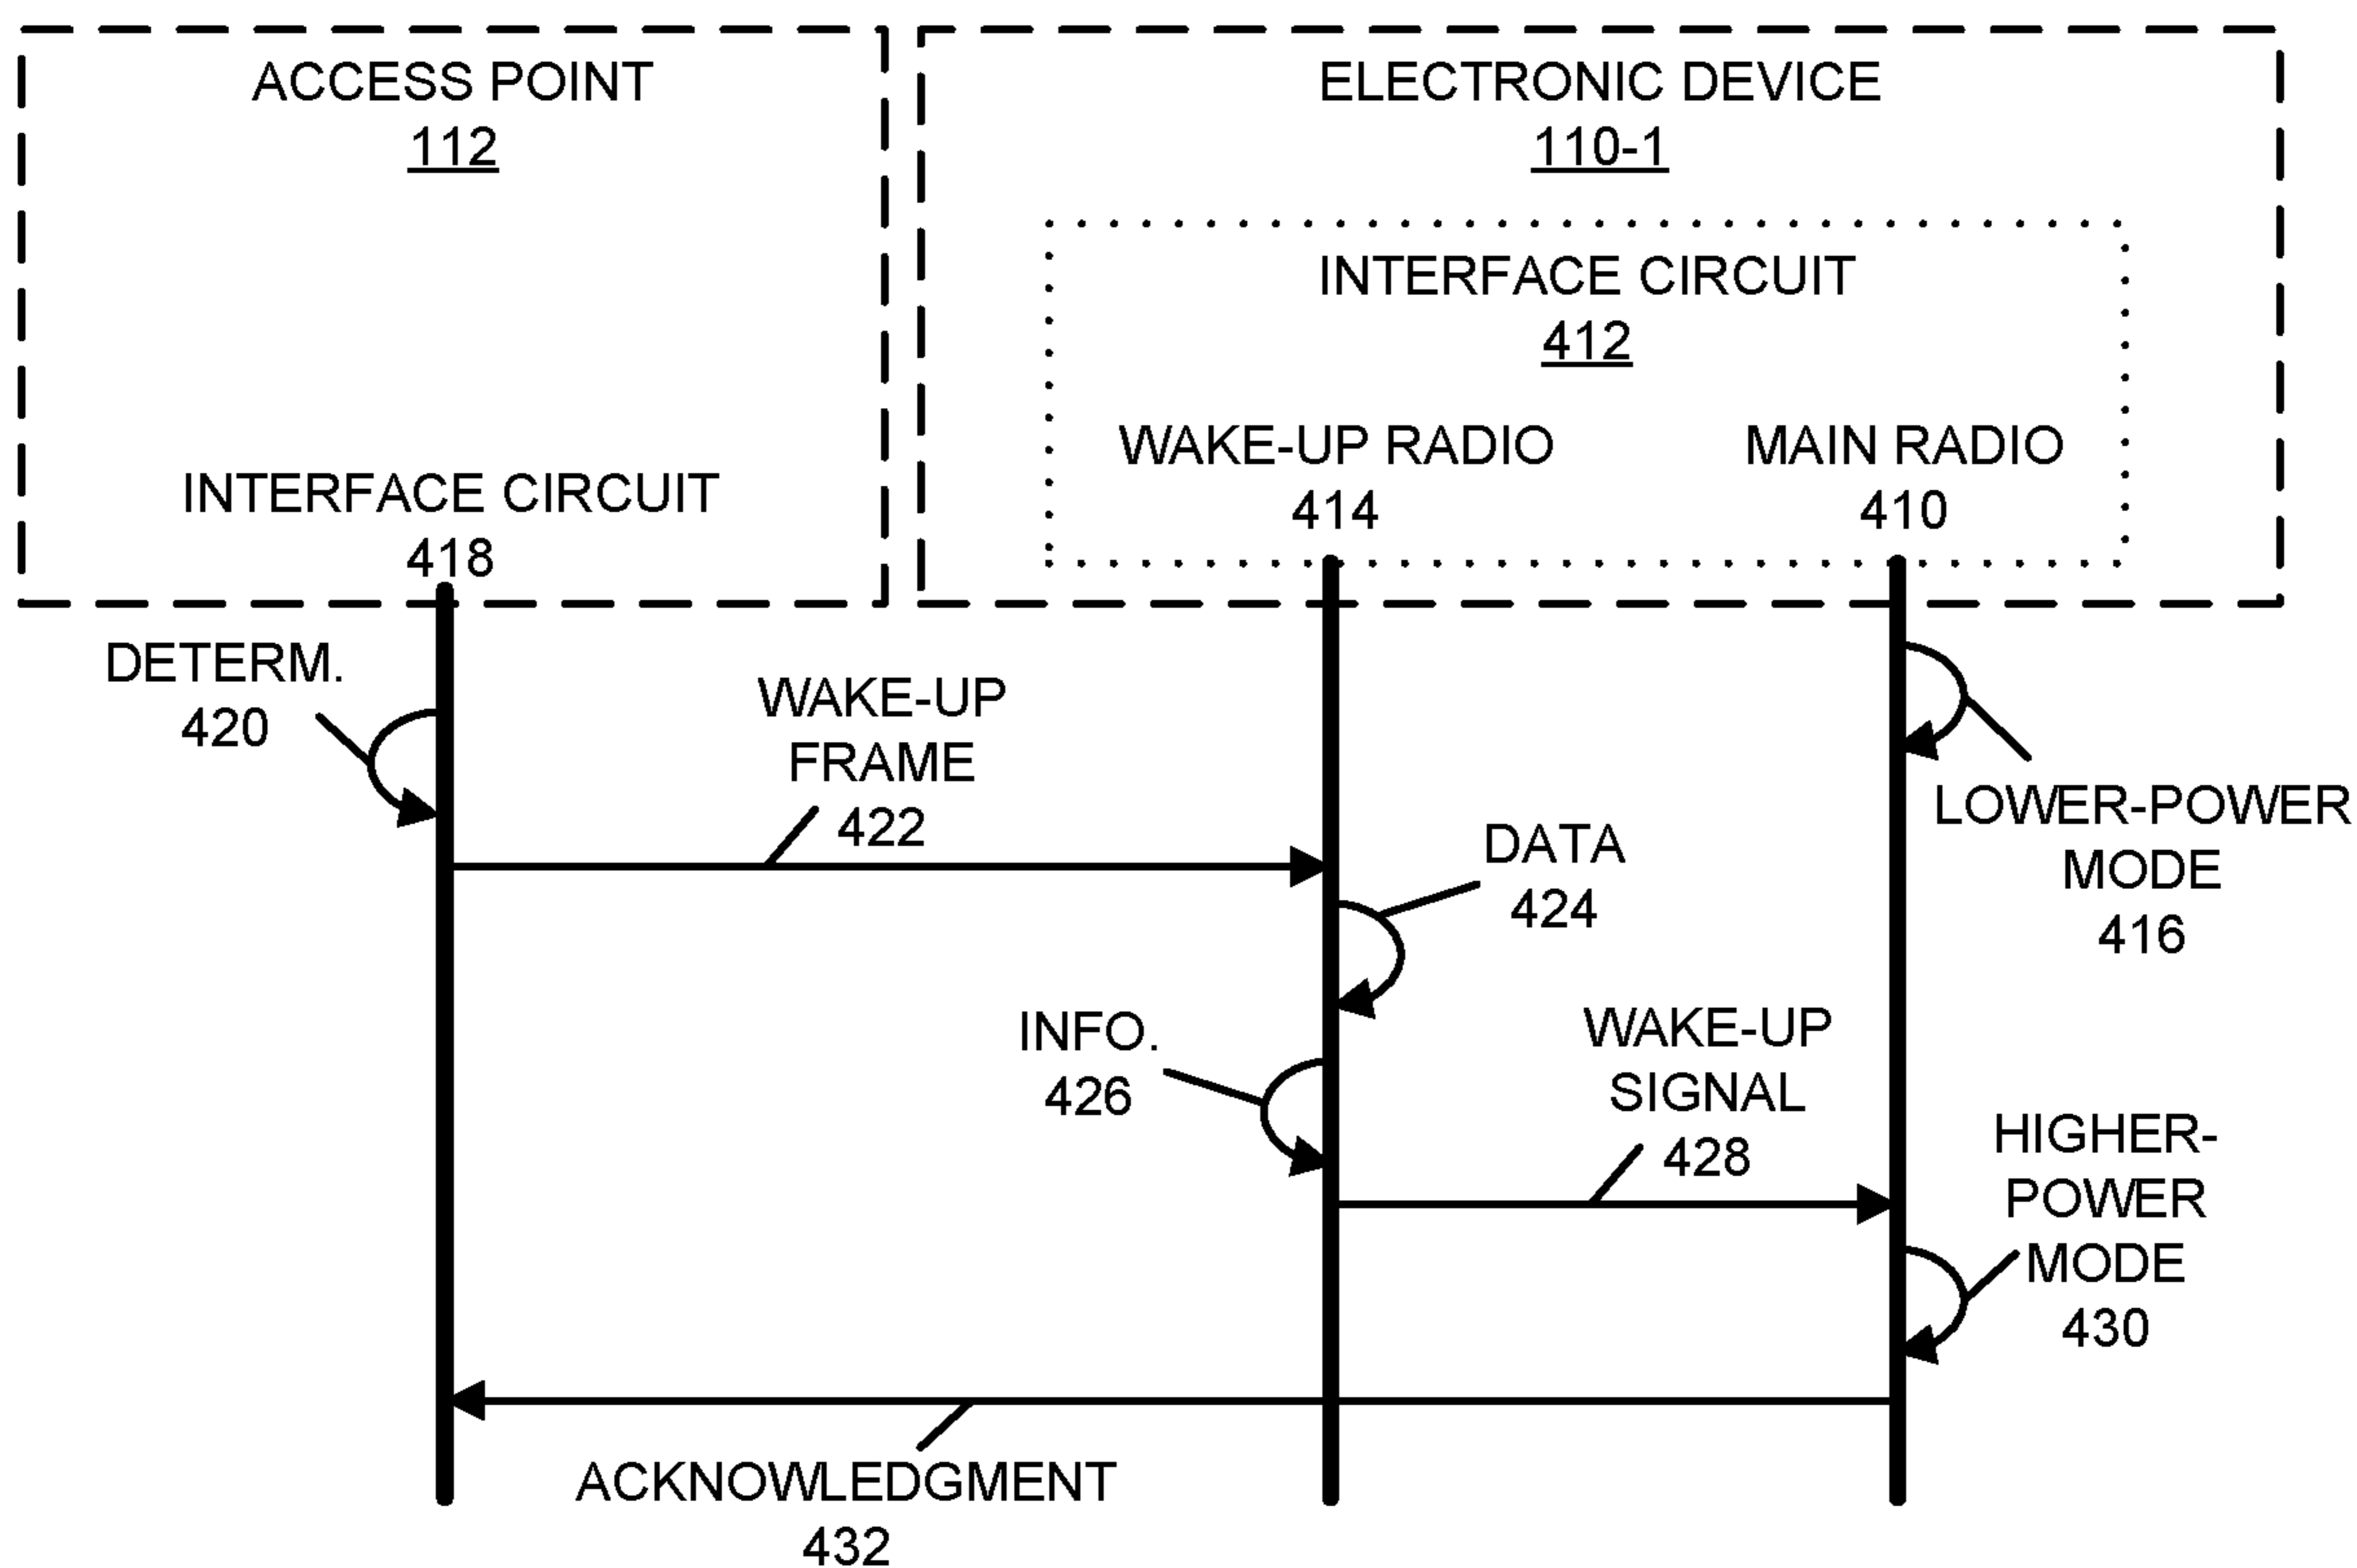 ACCESS POINT
112
ELECTRONIC DEVICE
110-1
INTERFACE CIRCUIT
412
WAKE-UP RADIO
414
MAIN RADIO
410
INTERFACE CIRCUIT
418
DETERM.
420
WAKE-UP
FRAME
422
LOWER-POWER
MODE
416
DATA
424
INFO.
426
WAKE-UP
SIGNAL
428
HIGHER-
POWER
MODE
430
ACKNOWLEDGMENT
432